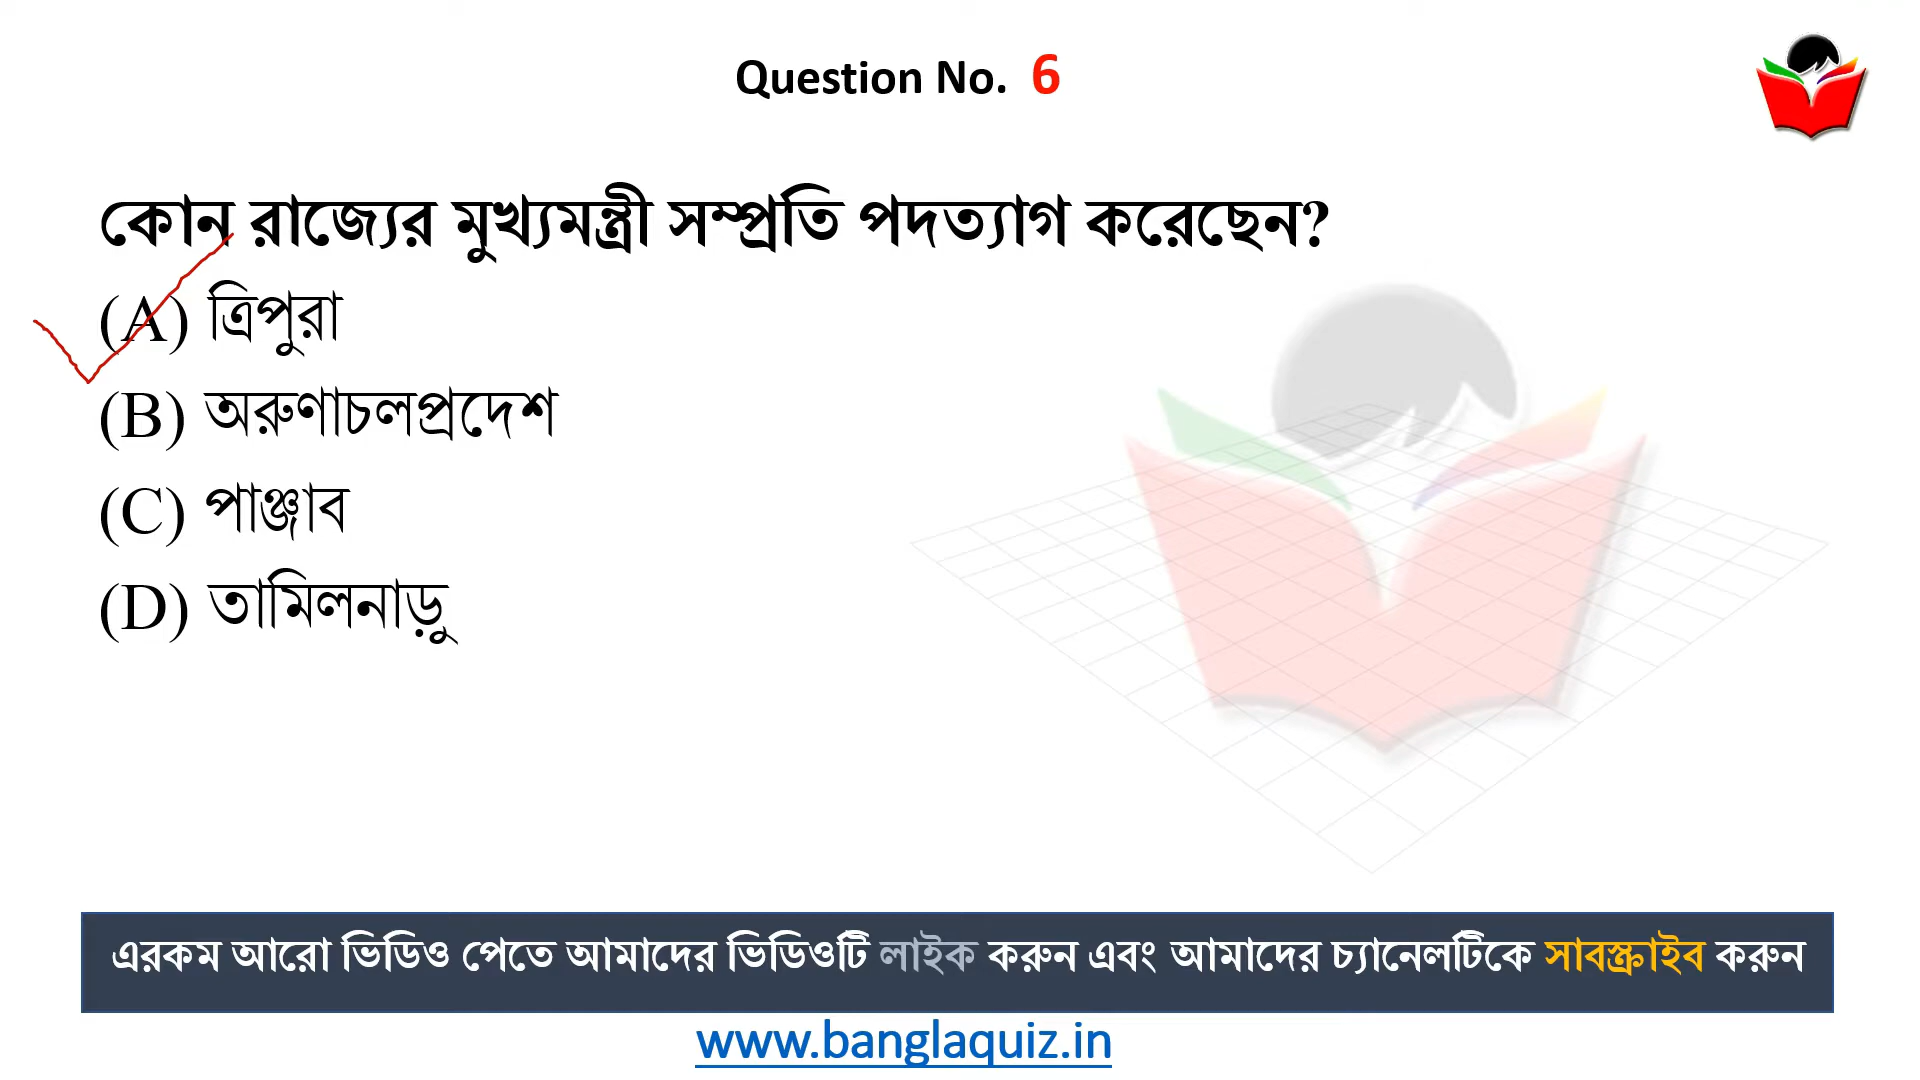 Question No. 6
কোন রাজ্যের মুখ্যমন্ত্রী সম্প্রতি পদত্যাগ করেছেন?
(A) ত্রিপুরা
(B) অরুণাচলপ্রদেশ
(C) পাঞ্জাব
(D) তামিলনাড়ু
এরকম আরো ভিডিও পেতে আমাদের ভিডিওটি লাইক করুন এবং আমাদের চ্যানেলটিকে সাবস্ক্রাইব করুন
www.banglaquiz.in